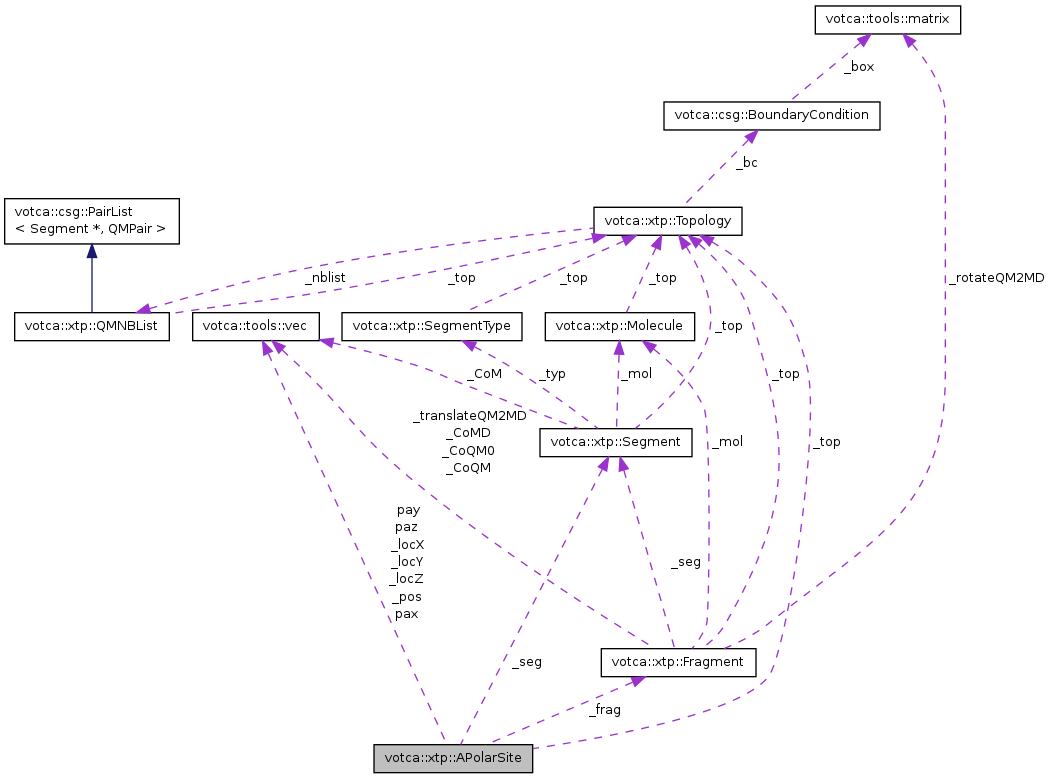 votca::tools::matrix
_box
votca::csg::BoundaryCondition
_bc
votca::csg::PairList
< Segment *, QMPair >
votca::xtp::Topology
_nblist
_top
_top
_top
_rotateQM2MD
votca::xtp::QMNBList
votca::tools::vec
votca::xtp::SegmentType
votca::xtp::Molecule
_top
_CoM
_typ
_mol
_top
_translateQM2MD
_CoMD
_CoQM0
_CoQM
votca::xtp::Segment
_mol
_top
pay
paz
_locX
_locY
_locZ
_pos
pax
_seg
_seg
votca::xtp::Fragment
_frag
votca::xtp::APolarSite